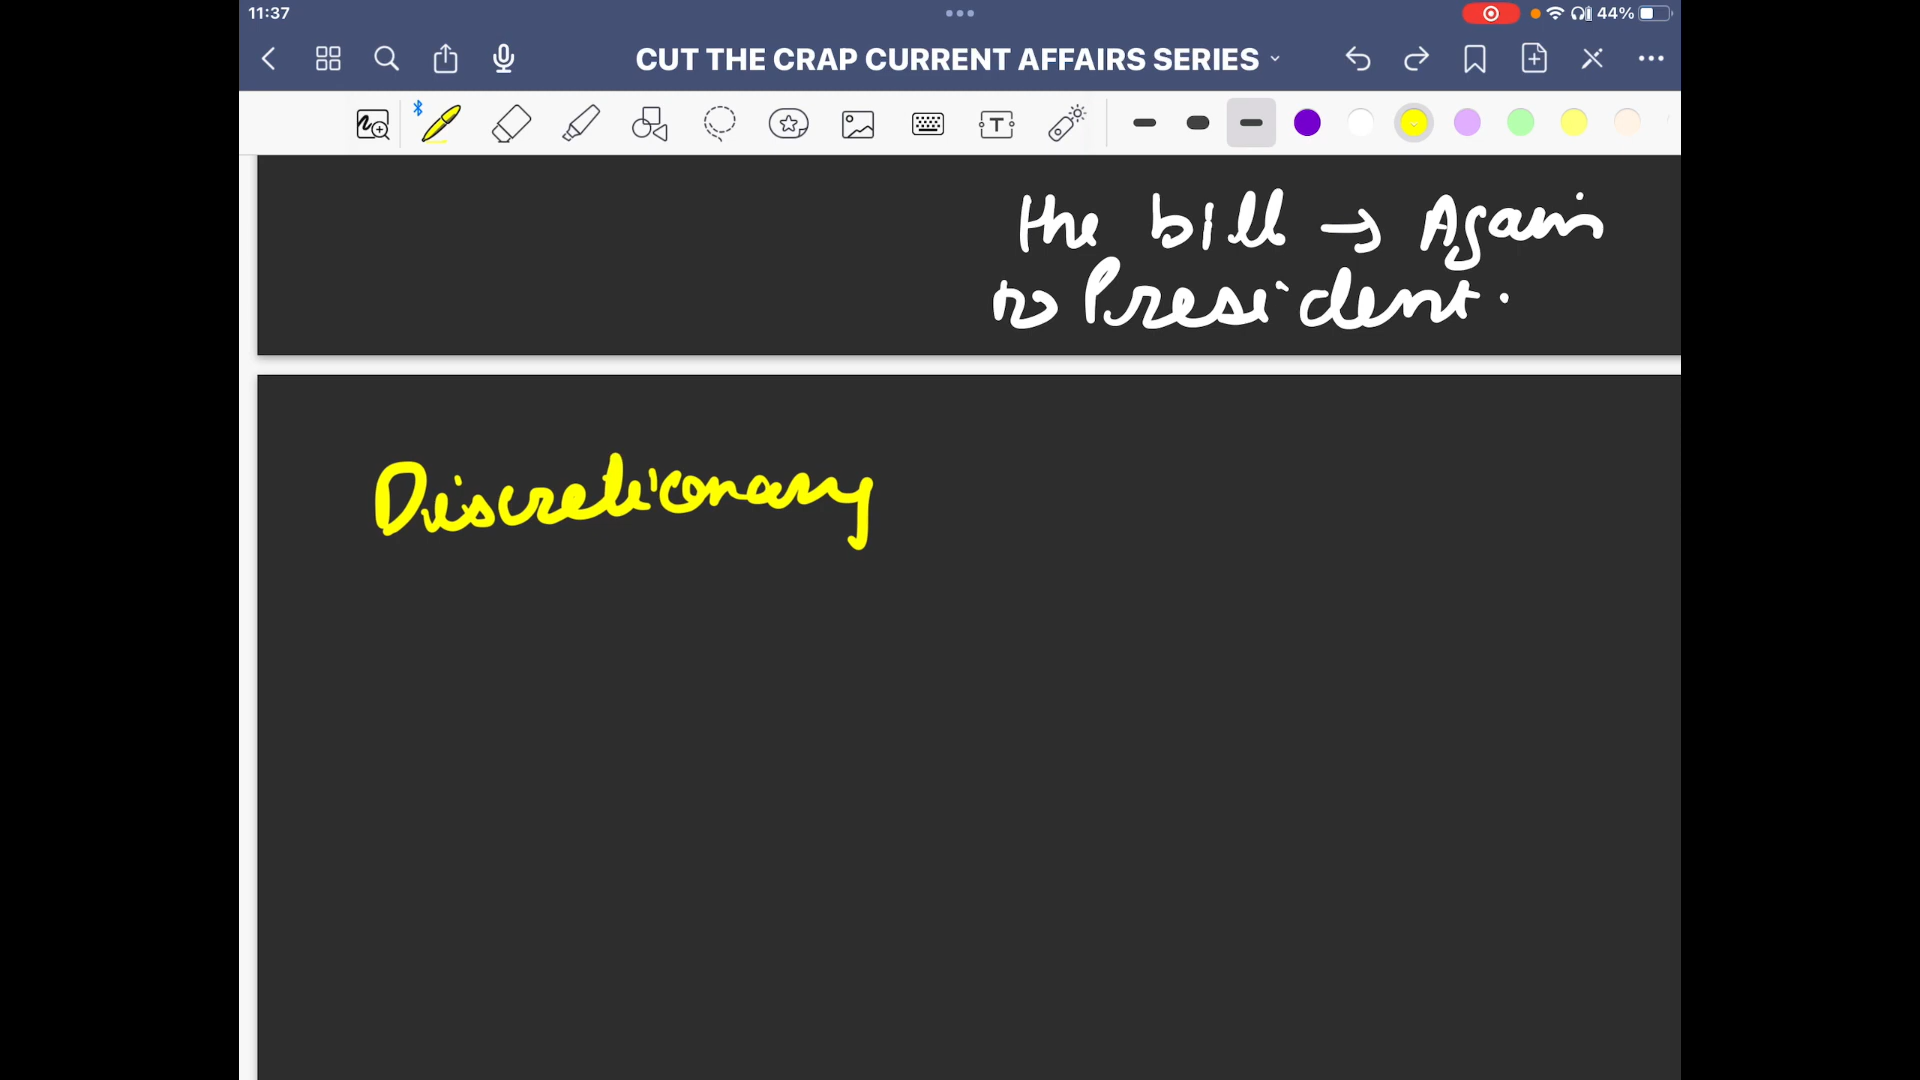 11:37
44%
CUT THE CRAP CURRENT AFFAIRS SERIES
T
the bill → Again
to President.
Discretionary